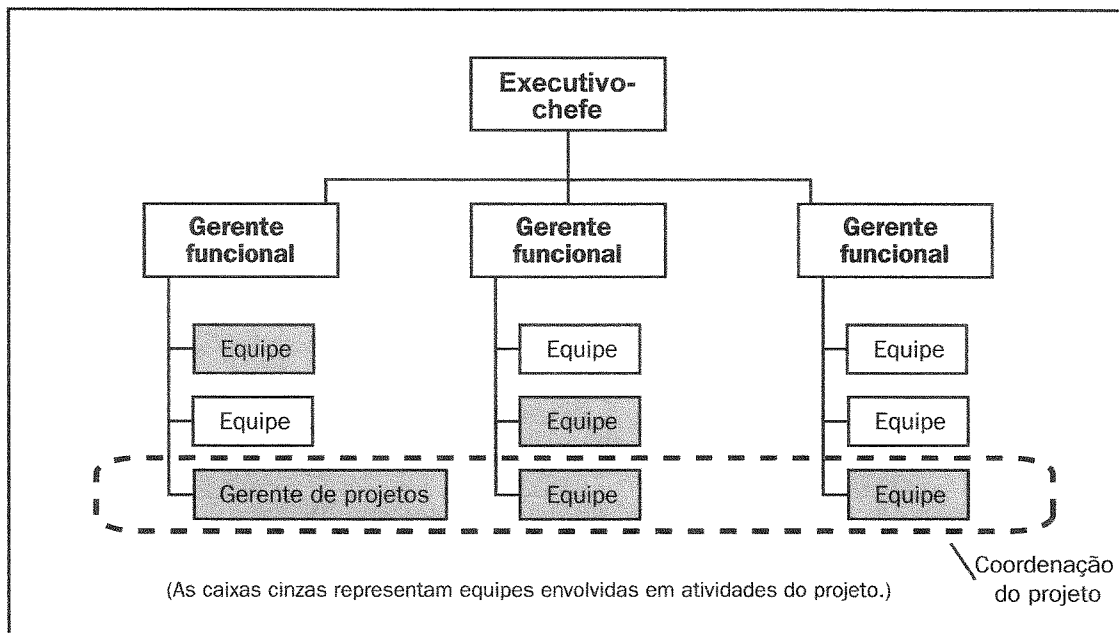 Executivo-
chefe
Gerente
funcional
Gerente
funcional
Gerente
funcional
Equipe
Equipe
Equipe
Equipe
Equipe
Equipe
Gerente de projetos
Equipe
Equipe
Coordenação
do projeto
(As caixas cinzas representam equipes envolvidas em atividades do projeto.)